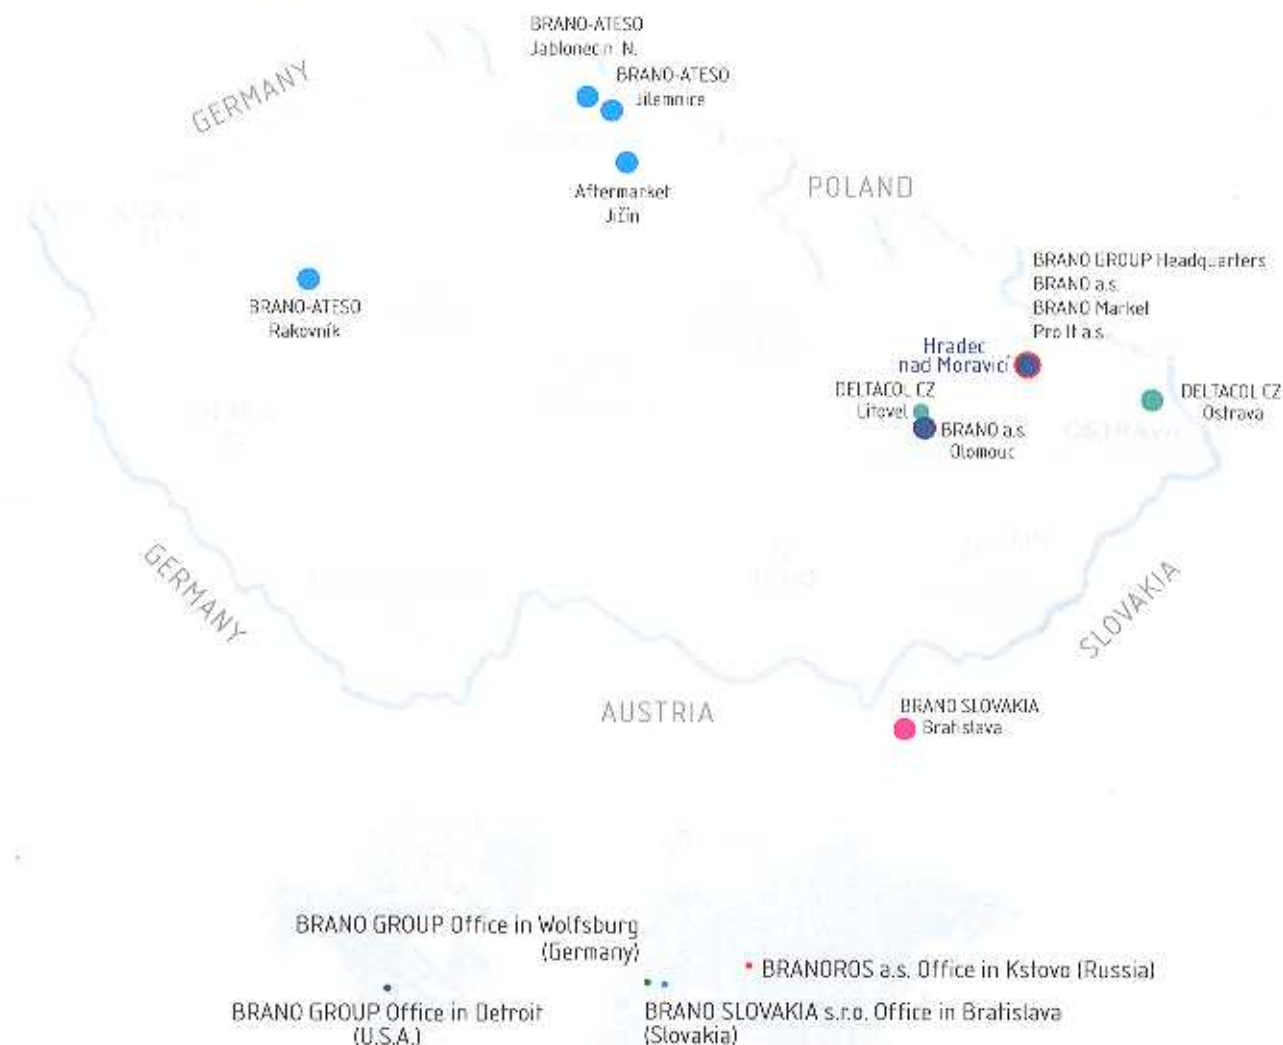 BRANO-ATESO
Jablonec n. N.
BRANO-ATESO
Jilemnice
GERMANY
Aftermarket
Jičín
POLAND
BRANO-ATESO
Rakovník
BRANO GROUP Headquarters
BRANO a.s.
BRANO Market
Pro It a.s.
Hradec
nad Moravicí
DELTACOL CZ
Litovel
DELTACOL CZ
Ostrava
BRANO a.s.
Olomouc
OSTRAVA
GERMANY
SLOVAKIA
AUSTRIA
BRANO SLOVAKIA
Bratislava
BRANO GROUP Office in Wolfsburg
(Germany)
BRANOROS a.s. Office in Kstovo (Russia)
BRANO GROUP Office in Detroit
(U.S.A.)
BRANO SLOVAKIA s.r.o. Office in Bratislava
(Slovakia)